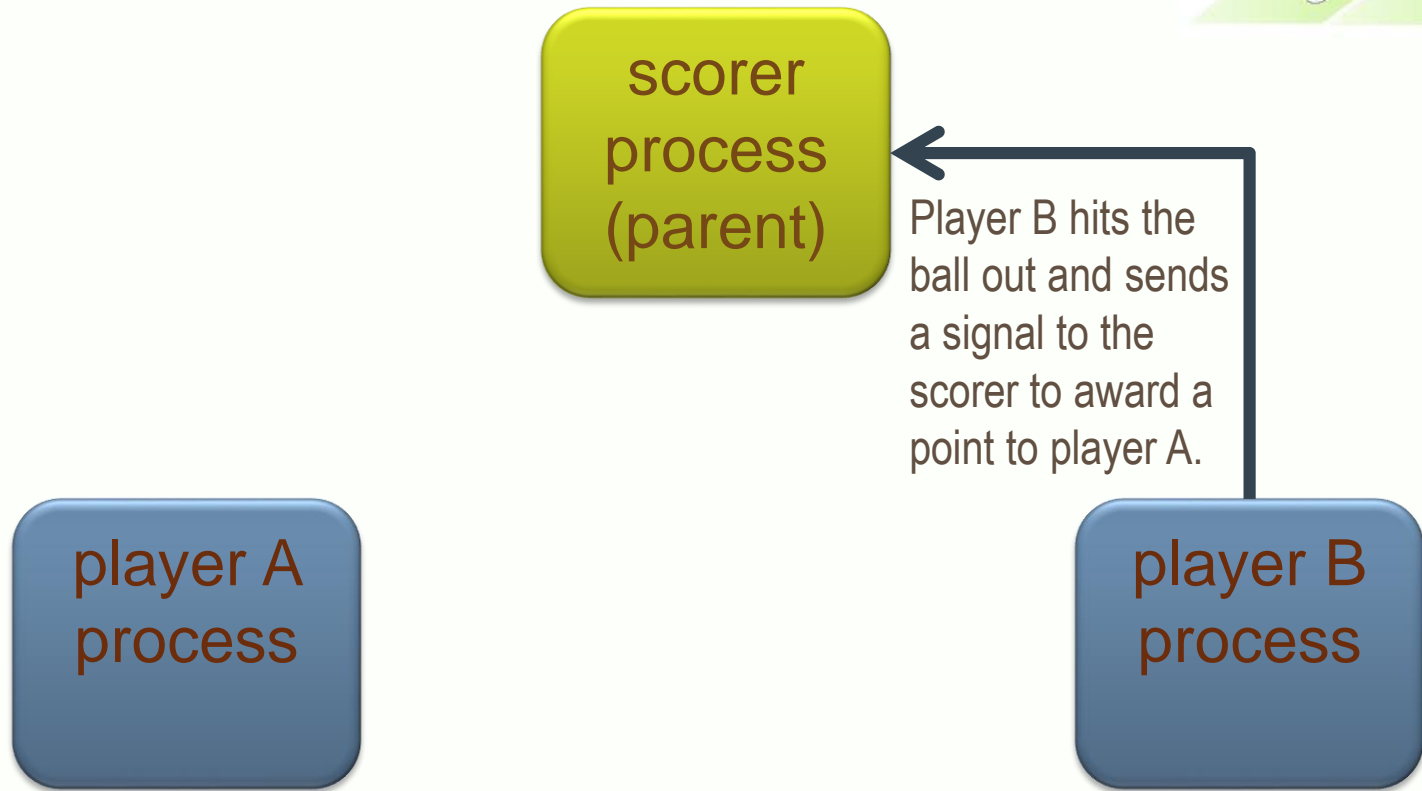 scorer
process
(parent)
Player B hits the
ball out and sends
a signal to the
scorer to award a
point to player A.
player A
process
player B
process